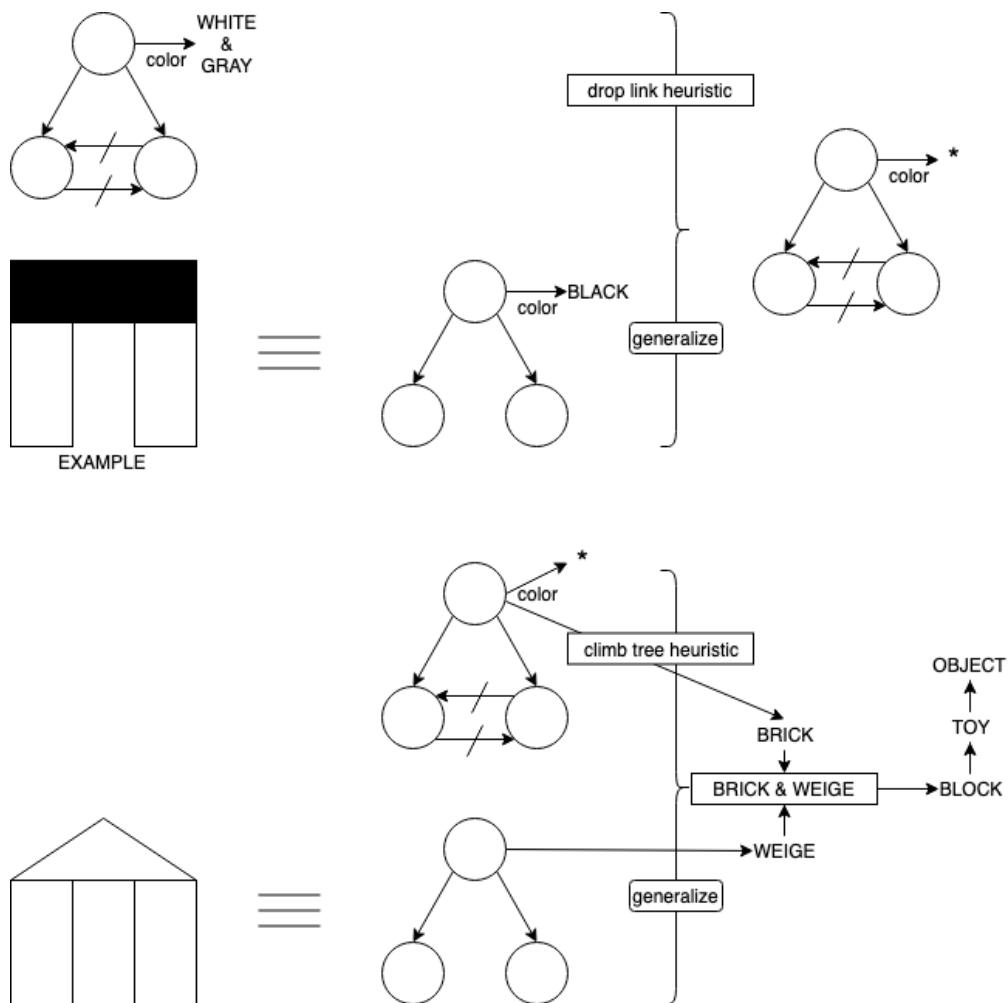 WHITE
&
GRAY
color
drop link heuristic
*
color
BLACK
color
generalize
EXAMPLE
*
color
climb tree heuristic
OBJECT
TOY
BRICK
BRICK & WEIGE
BLOCK
WEIGE
generalize